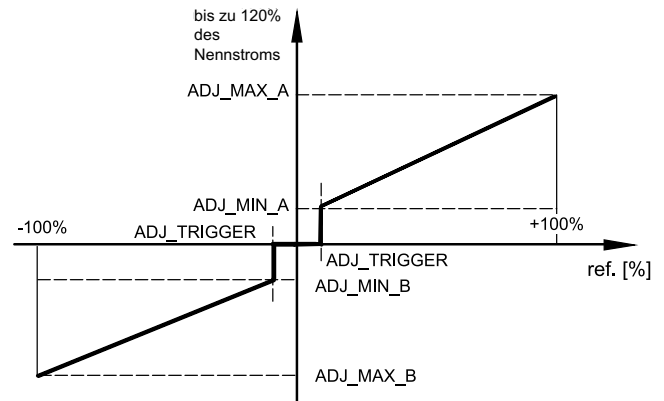 bis zu 120%
des
Nennstroms
ADJ_MAX_A
ADJ_MIN_A
-100%
ADJ_TRIGGER
+100%
ADJ_TRIGGER
ref. [%]
ADJ_MIN_B
ADJ_MAX_B